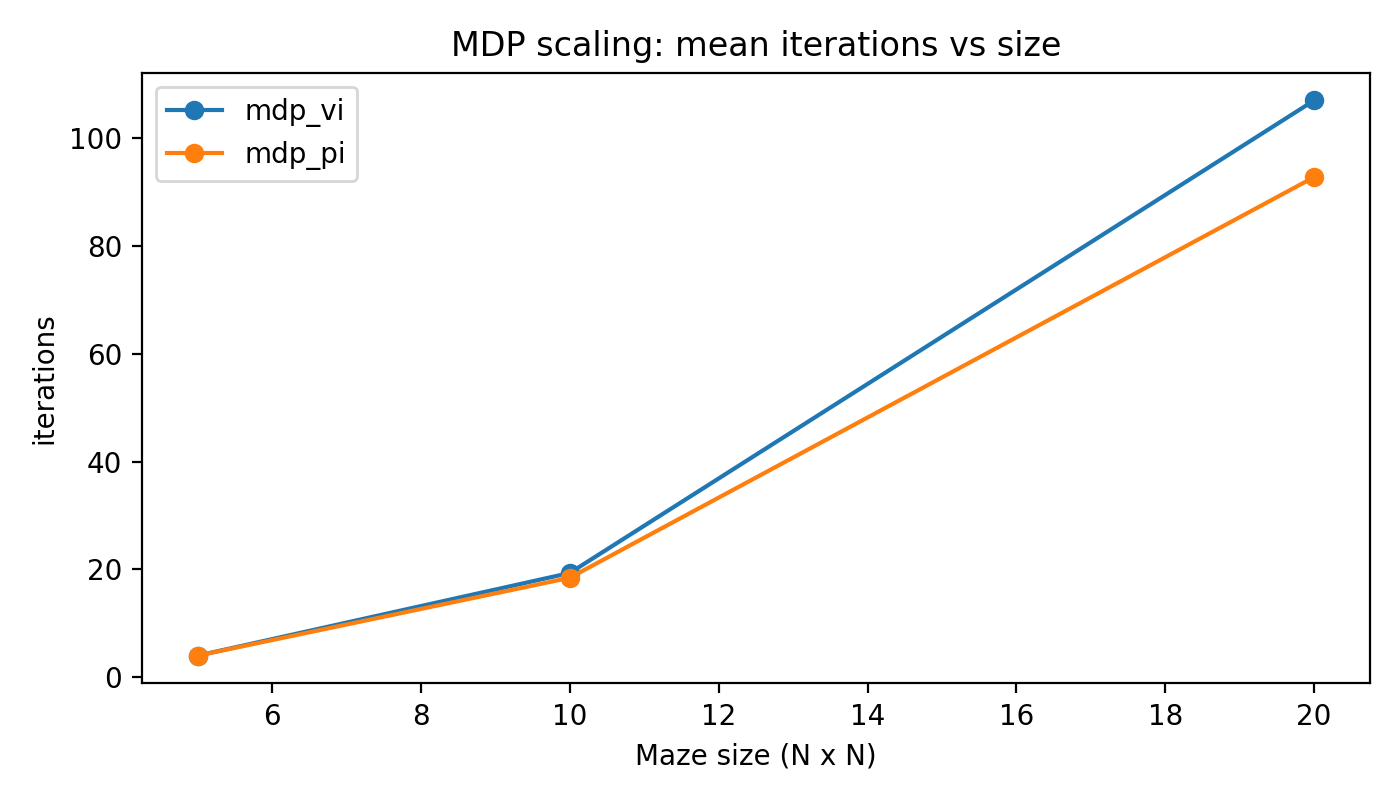 MDP scaling: mean iterations vs size
mdp_vi
mdp_pi
100
80
60
40
20
0
iterations
6 8 10 12 14 16 18 20
Maze size (N x N)